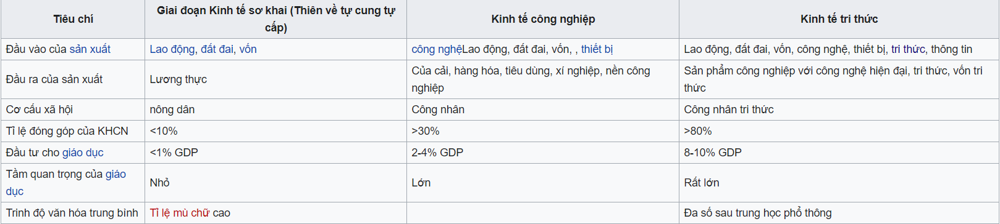 Tiêu chí
Giai đoạn Kinh tế sơ khai (Thiên về tự cung tự
cấp)
Kinh tế công nghiệp
Kinh tế tri thức
Đầu vào của sản xuất
Lao động, đất đai, vốn
công nghệLao động, đất đai, vốn, , thiết bị
Lao động, đất đai, vốn, công nghệ, thiết bị, tri thức, thông tin
Đầu ra của sản xuất
Lương thực
Của cải, hàng hóa, tiêu dùng, xí nghiệp, nền công
nghiệp
Sản phẩm công nghiệp với công nghệ hiện đại, tri thức, vốn tri
thức
Cơ cấu xã hội
nông dân
Công nhân
Công nhân tri thức
Tỉ lệ đóng góp của KHCN
<10%
>30%
>80%
Đầu tư cho giáo dục
<1% GDP
2-4% GDP
8-10% GDP
Tầm quan trọng của giáo
dục
Nhỏ
Lớn
Rất lớn
Trinh độ văn hóa trung bình
Tỉ lệ mù chữ cao
Đa số sau trung học phổ thông